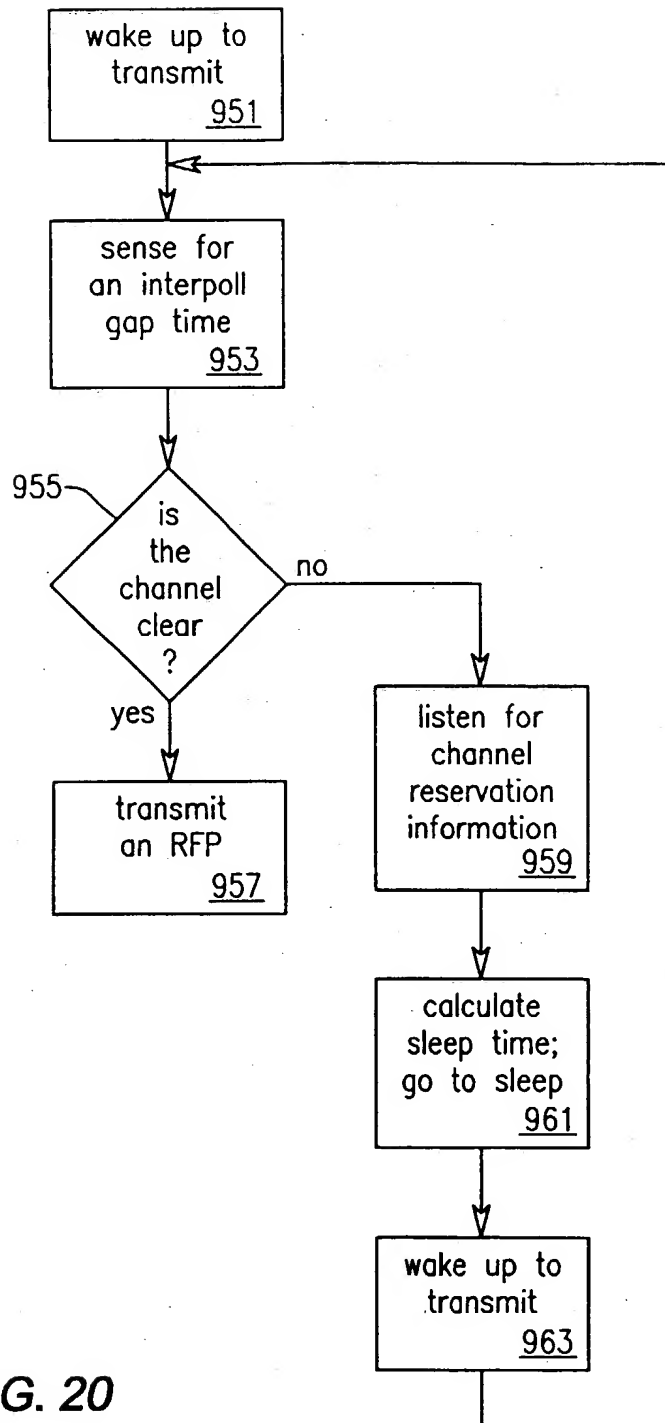 wake up to
transmit
951
sense for
an interpoll
gap time
953
955
is
the
channel
clear
?
no
yes
transmit
an RFP
957
listen for
channel
reservation
information
959
calculate
sleep time;
go to sleep
961
wake up to
transmit
963
G. 20